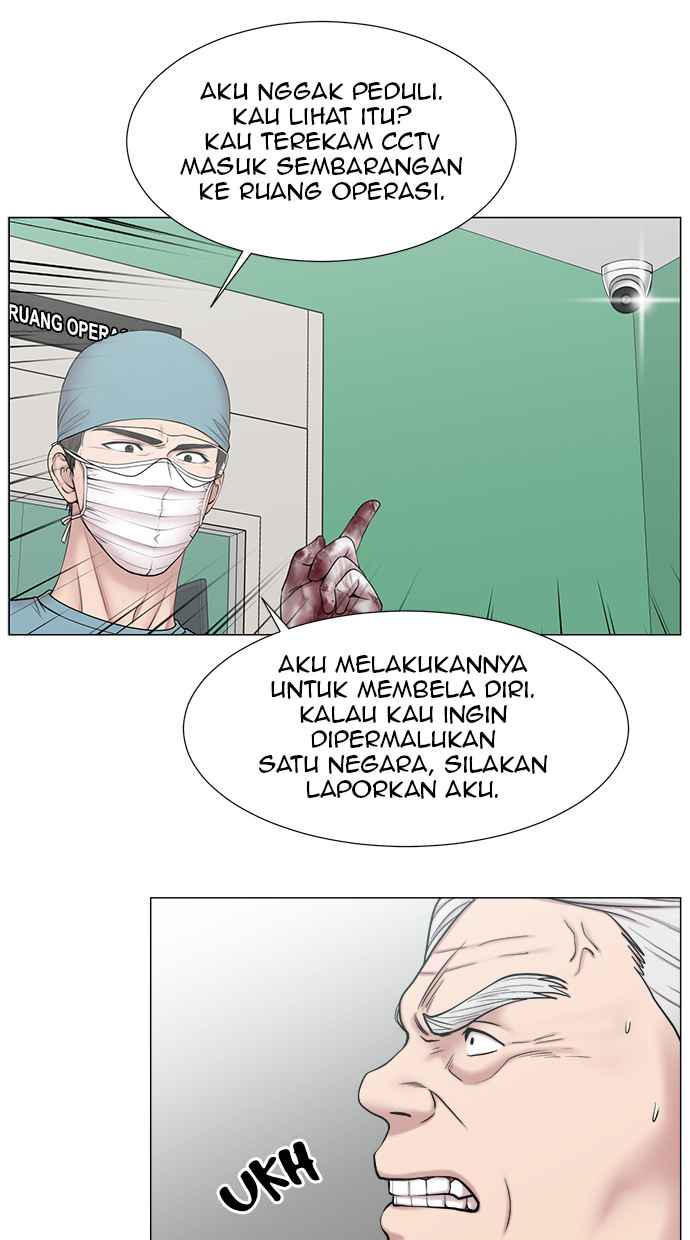 AKU NGGAK PEDULI.
KAU LIHAT ITU?
KAU TEREKAM CCTV
MASUK SEMBARANGAN
KE RUANG OPERASI.
RUANG OPERAS
AKU MELAKUKANNYA
UNTUK MEMBELA DIRI.
KALAU KAU INGIN
DIPERMALUKAN
SATU NEGARA, SILAKAN
LAPORKAN AKU.
UKH